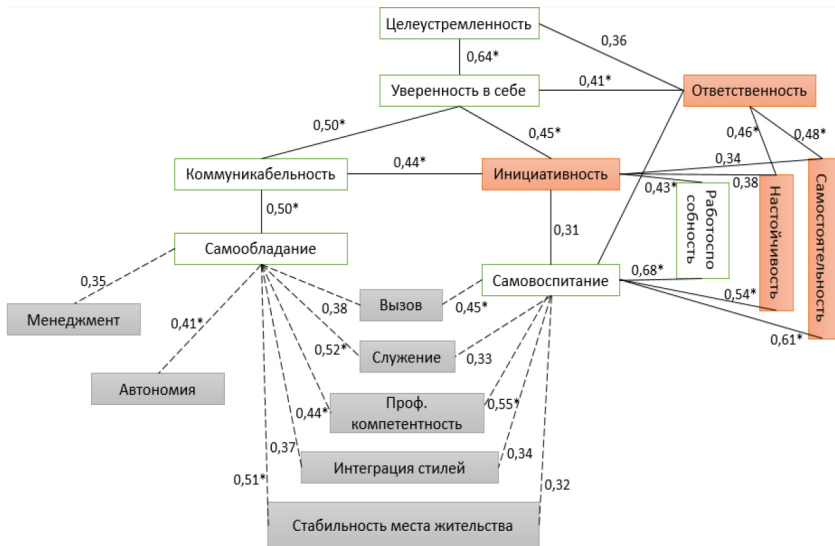 Целеустремленность
0,36
0,64*
Уверенность в себе
0,41*
Ответственность
0,50*
0,45*
0,46*
0,48*
Коммуникабельность
0,44*
Инициативность
0,34
0,43*
0,38
Работоспо
собность
Настойчивость
Самостоятельность
0,50*
0,31
Самообладание
Самовоспитание
0,68*
0,54*
0,61*
0,35
0,38
Вызов
0,45*
Менеджмент
0,41*
0,52*
Служение
0,33
Автономия
0,44*
Проф.
компетентность
0,55*
0,37
Интеграция стилей
0,34
0,51*
0,32
Стабильность места жительства